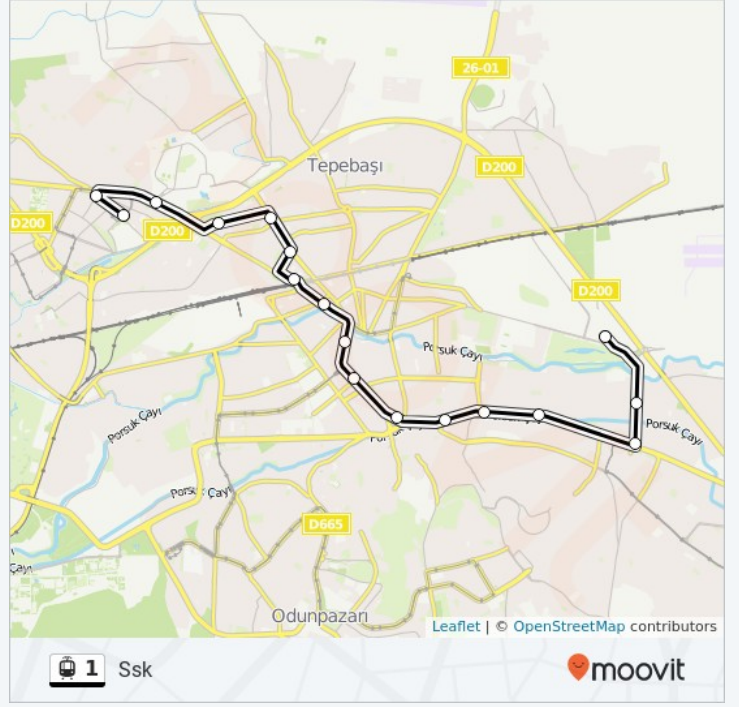 26-01
Tepebaşı
D200
D200
D200
D200
Porsuk Çayı
Porsuk Çayı
Porsuk Çayı
Porsuk Çayı
D665
Çayı
Odunpazarı
Leaflet | © OpenStreetMap contributors
1 Ssk
moovit